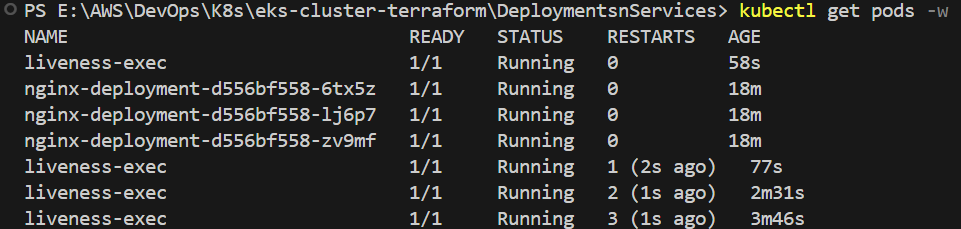 PS E:\AWS\DevOps\K8s\eks-cluster-terraform\DeploymentsnServices> kubectl get pods -w
NAME READY STATUS RESTARTS AGE
liveness-exec 1/1 Running 0 58s
nginx-deployment-d556bf558-6tx5z 1/1 Running 0 18m
nginx-deployment-d556bf558-lj6p7 1/1 Running 0 18m
nginx-deployment-d556bf558-zv9mf 1/1 Running 0 18m
liveness-exec 1/1 Running 1 (2s ago) 77s
liveness-exec 1/1 Running 2 (1s ago) 2m31s
liveness-exec 1/1 Running 3 (1s ago) 3m46s